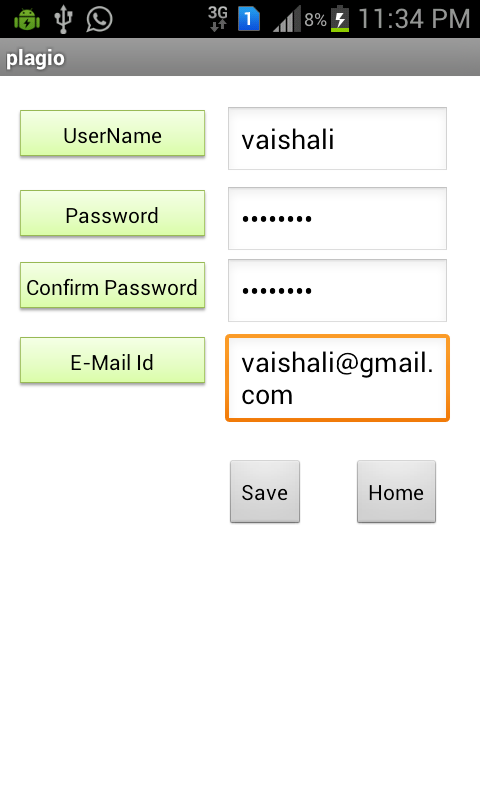 3G 1 8% 11:34 PM
plagio
UserName vaishali
Password ••••••••
Confirm Password ••••••••
E-Mail Id vaishali@gmail.
com
Save Home